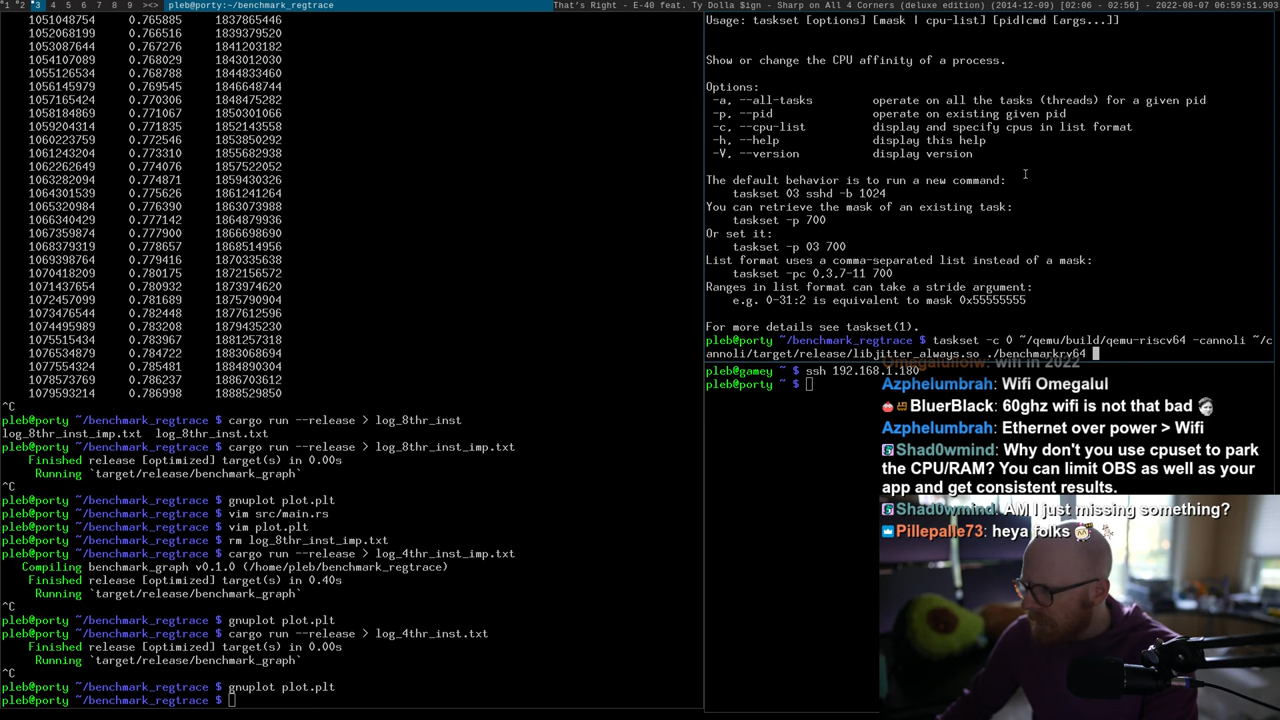 *1 *2 *3 4 5 6 7 8 9 >< pleb@porty:~/benchmark_regtrace That's Right - E-40 feat. Ty Dolla $ign - Sharp on All 4 Corners (deluxe edition) (2014-12-09) [02:06 - 02:56] - 2022-08-07 06:59:51.903
1051048754 0.765885 1837865446
1052068199 0.766516 1839379520
1053087644 0.767276 1841203182
1054107089 0.768029 1843012030
1055126534 0.768788 1844833460
1056145979 0.769545 1846648744
1057165424 0.770306 1848475282
1058184869 0.771067 1850301066
1059204314 0.771835 1852143558
1060223759 0.772546 1853850292
1061243204 0.773310 1855682938
1062262649 0.774076 1857522052
1063282094 0.774871 1859430326
1064301539 0.775626 1861241264
1065320984 0.776390 1863073988
1066340429 0.777142 1864879936
1067359874 0.777900 1866698690
1068379319 0.778657 1868514956
1069398764 0.779416 1870335638
1070418209 0.780175 1872156572
1071437654 0.780932 1873974620
1072457099 0.781689 1875790904
1073476544 0.782448 1877612596
1074495989 0.783208 1879435230
1075515434 0.783967 1881257318
1076534879 0.784722 1883068694
1077554324 0.785481 1884890304
1078573769 0.786237 1886703612
1079593214 0.786998 1888529850
^C
pleb@porty ~/benchmark_regtrace $ cargo run --release > log_8thr_inst
log_8thr_inst_imp.txt log_8thr_inst.txt
pleb@porty ~/benchmark_regtrace $ cargo run --release > log_8thr_inst_imp.txt
Finished release [optimized] target(s) in 0.00s
Running `target/release/benchmark_graph`
^C
pleb@porty ~/benchmark_regtrace $ gnuplot plot.plt
pleb@porty ~/benchmark_regtrace $ vim src/main.rs
pleb@porty ~/benchmark_regtrace $ vim plot.plt
pleb@porty ~/benchmark_regtrace $ rm log_8thr_inst_imp.txt
pleb@porty ~/benchmark_regtrace $ cargo run --release > log_4thr_inst_imp.txt
Compiling benchmark_graph v0.1.0 (/home/pleb/benchmark_regtrace)
Finished release [optimized] target(s) in 0.40s
Running `target/release/benchmark_graph`
^C
pleb@porty ~/benchmark_regtrace $ gnuplot plot.plt
pleb@porty ~/benchmark_regtrace $ cargo run --release > log_4thr_inst.txt
Finished release [optimized] target(s) in 0.00s
Running `target/release/benchmark_graph`
^C
pleb@porty ~/benchmark_regtrace $ gnuplot plot.plt
pleb@porty ~/benchmark_regtrace $
Usage: taskset [options] [mask | cpu-list] [pid|cmd [args...]]
Show or change the CPU affinity of a process.
Options:
-a, --all-tasks operate on all the tasks (threads) for a given pid
-p, --pid operate on existing given pid
-c, --cpu-list display and specify cpus in list format
-h, --help display this help
-V, --version display version
The default behavior is to run a new command:
taskset 03 sshd -b 1024
You can retrieve the mask of an existing task:
taskset -p 700
Or set it:
taskset -p 03 700
List format uses a comma-separated list instead of a mask:
taskset -pc 0,3,7-11 700
Ranges in list format can take a stride argument:
e.g. 0-31:2 is equivalent to mask 0x55555555
For more details see taskset(1).
pleb@porty ~/benchmark_regtrace $ taskset -c 0 ~/qemu/build/qemu-riscv64 -cannoli ~/c
annoli/target/release/libjitter_always.so ./benchmarkrv64
pleb@gamey ~ $ ssh 192.168.1.180
pleb@porty ~ $
wifi in 2022
Azphelumbrah: Wifi Omegalul
BluerBlack: 60ghz wifi is not that bad
Azphelumbrah: Ethernet over power > Wifi
Shad0wmind: Why don't you use cpuset to park
the CPU/RAM? You can limit OBS as well as your
app and get consistent results.
Shad0wmind: AM I just missing something?
Pillepalle73: heya folks